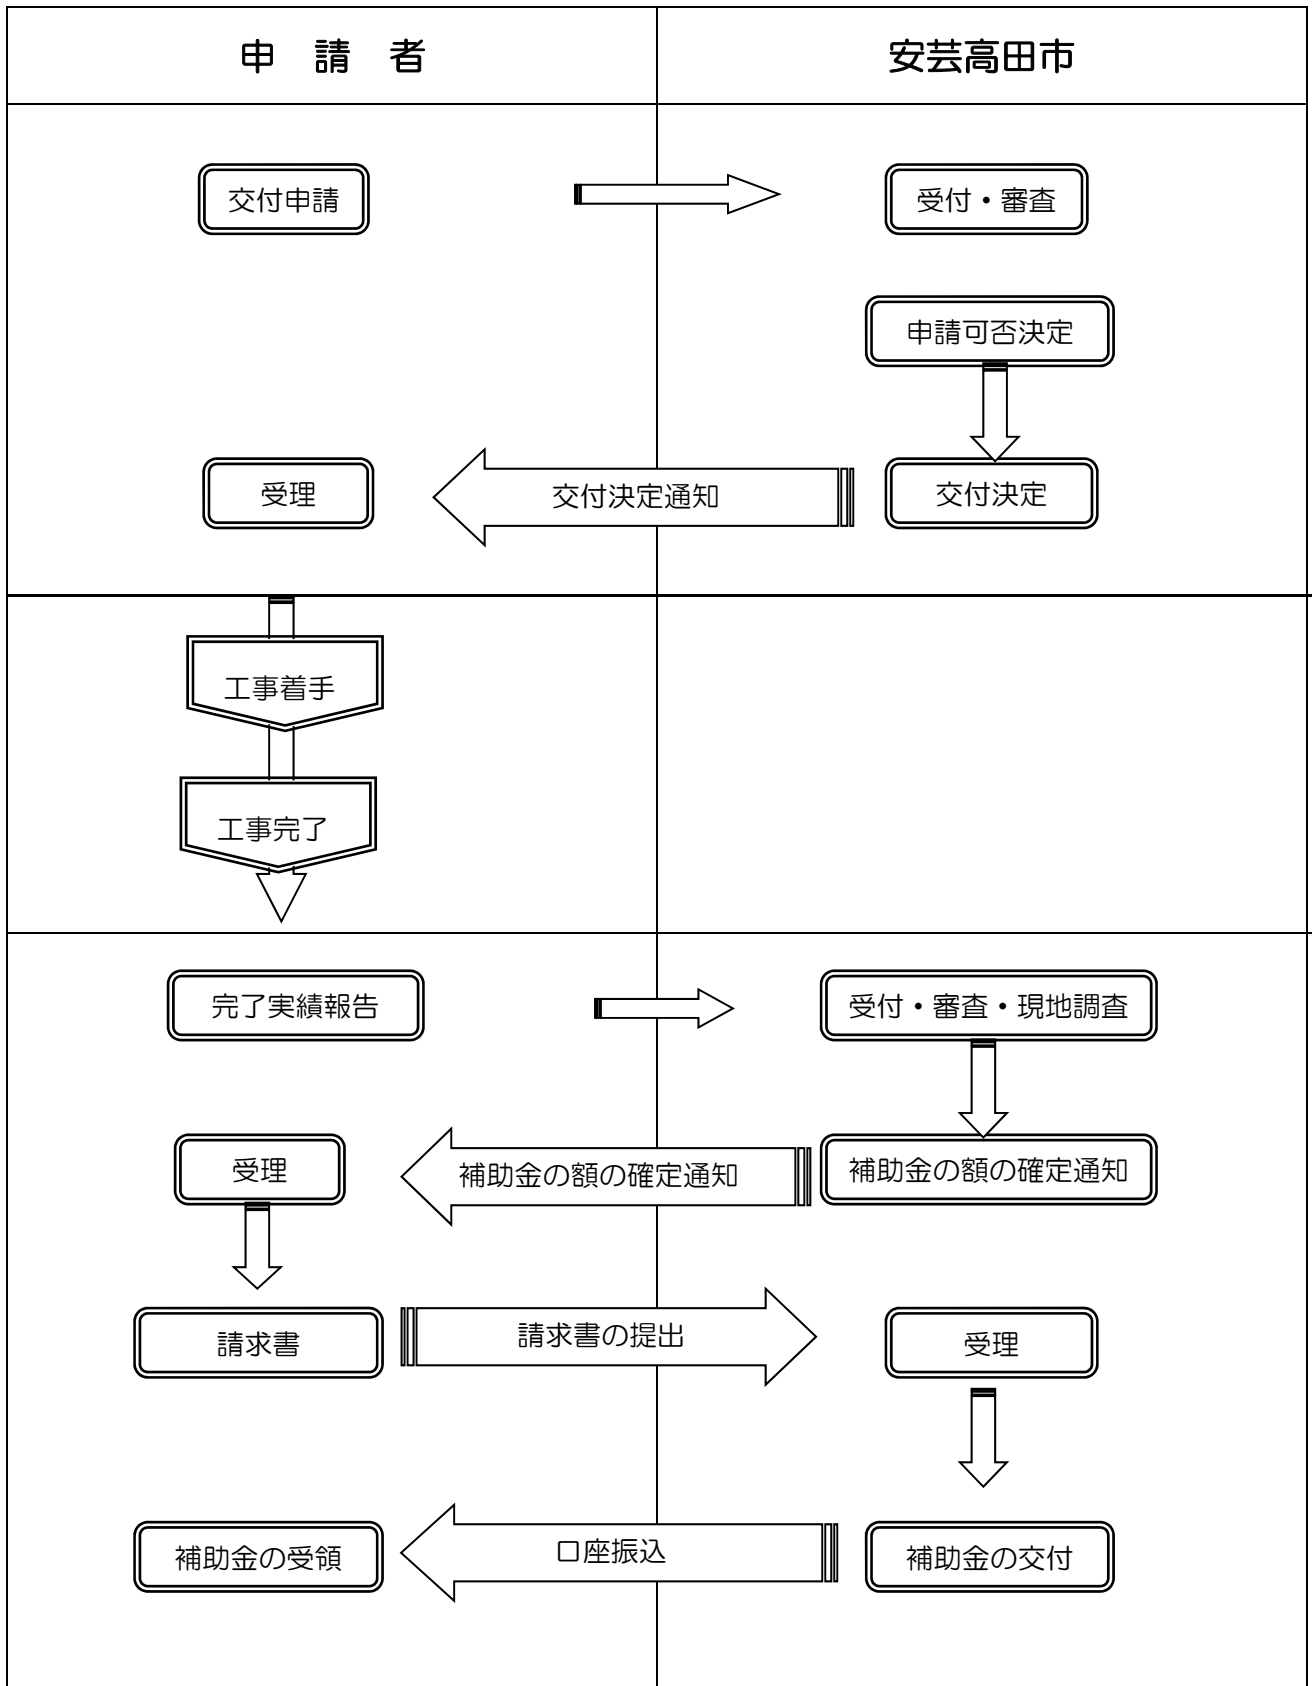 申 請 者
安芸高田市
交付申請
受付・審査
申請可否決定
受理
交付決定通知
交付決定
工事着手
工事完了
完了実績報告
受付・審査・現地調査
受理
補助金の額の確定通知
補助金の額の確定通知
請求書
請求書の提出
受理
補助金の受領
口座振込
補助金の交付